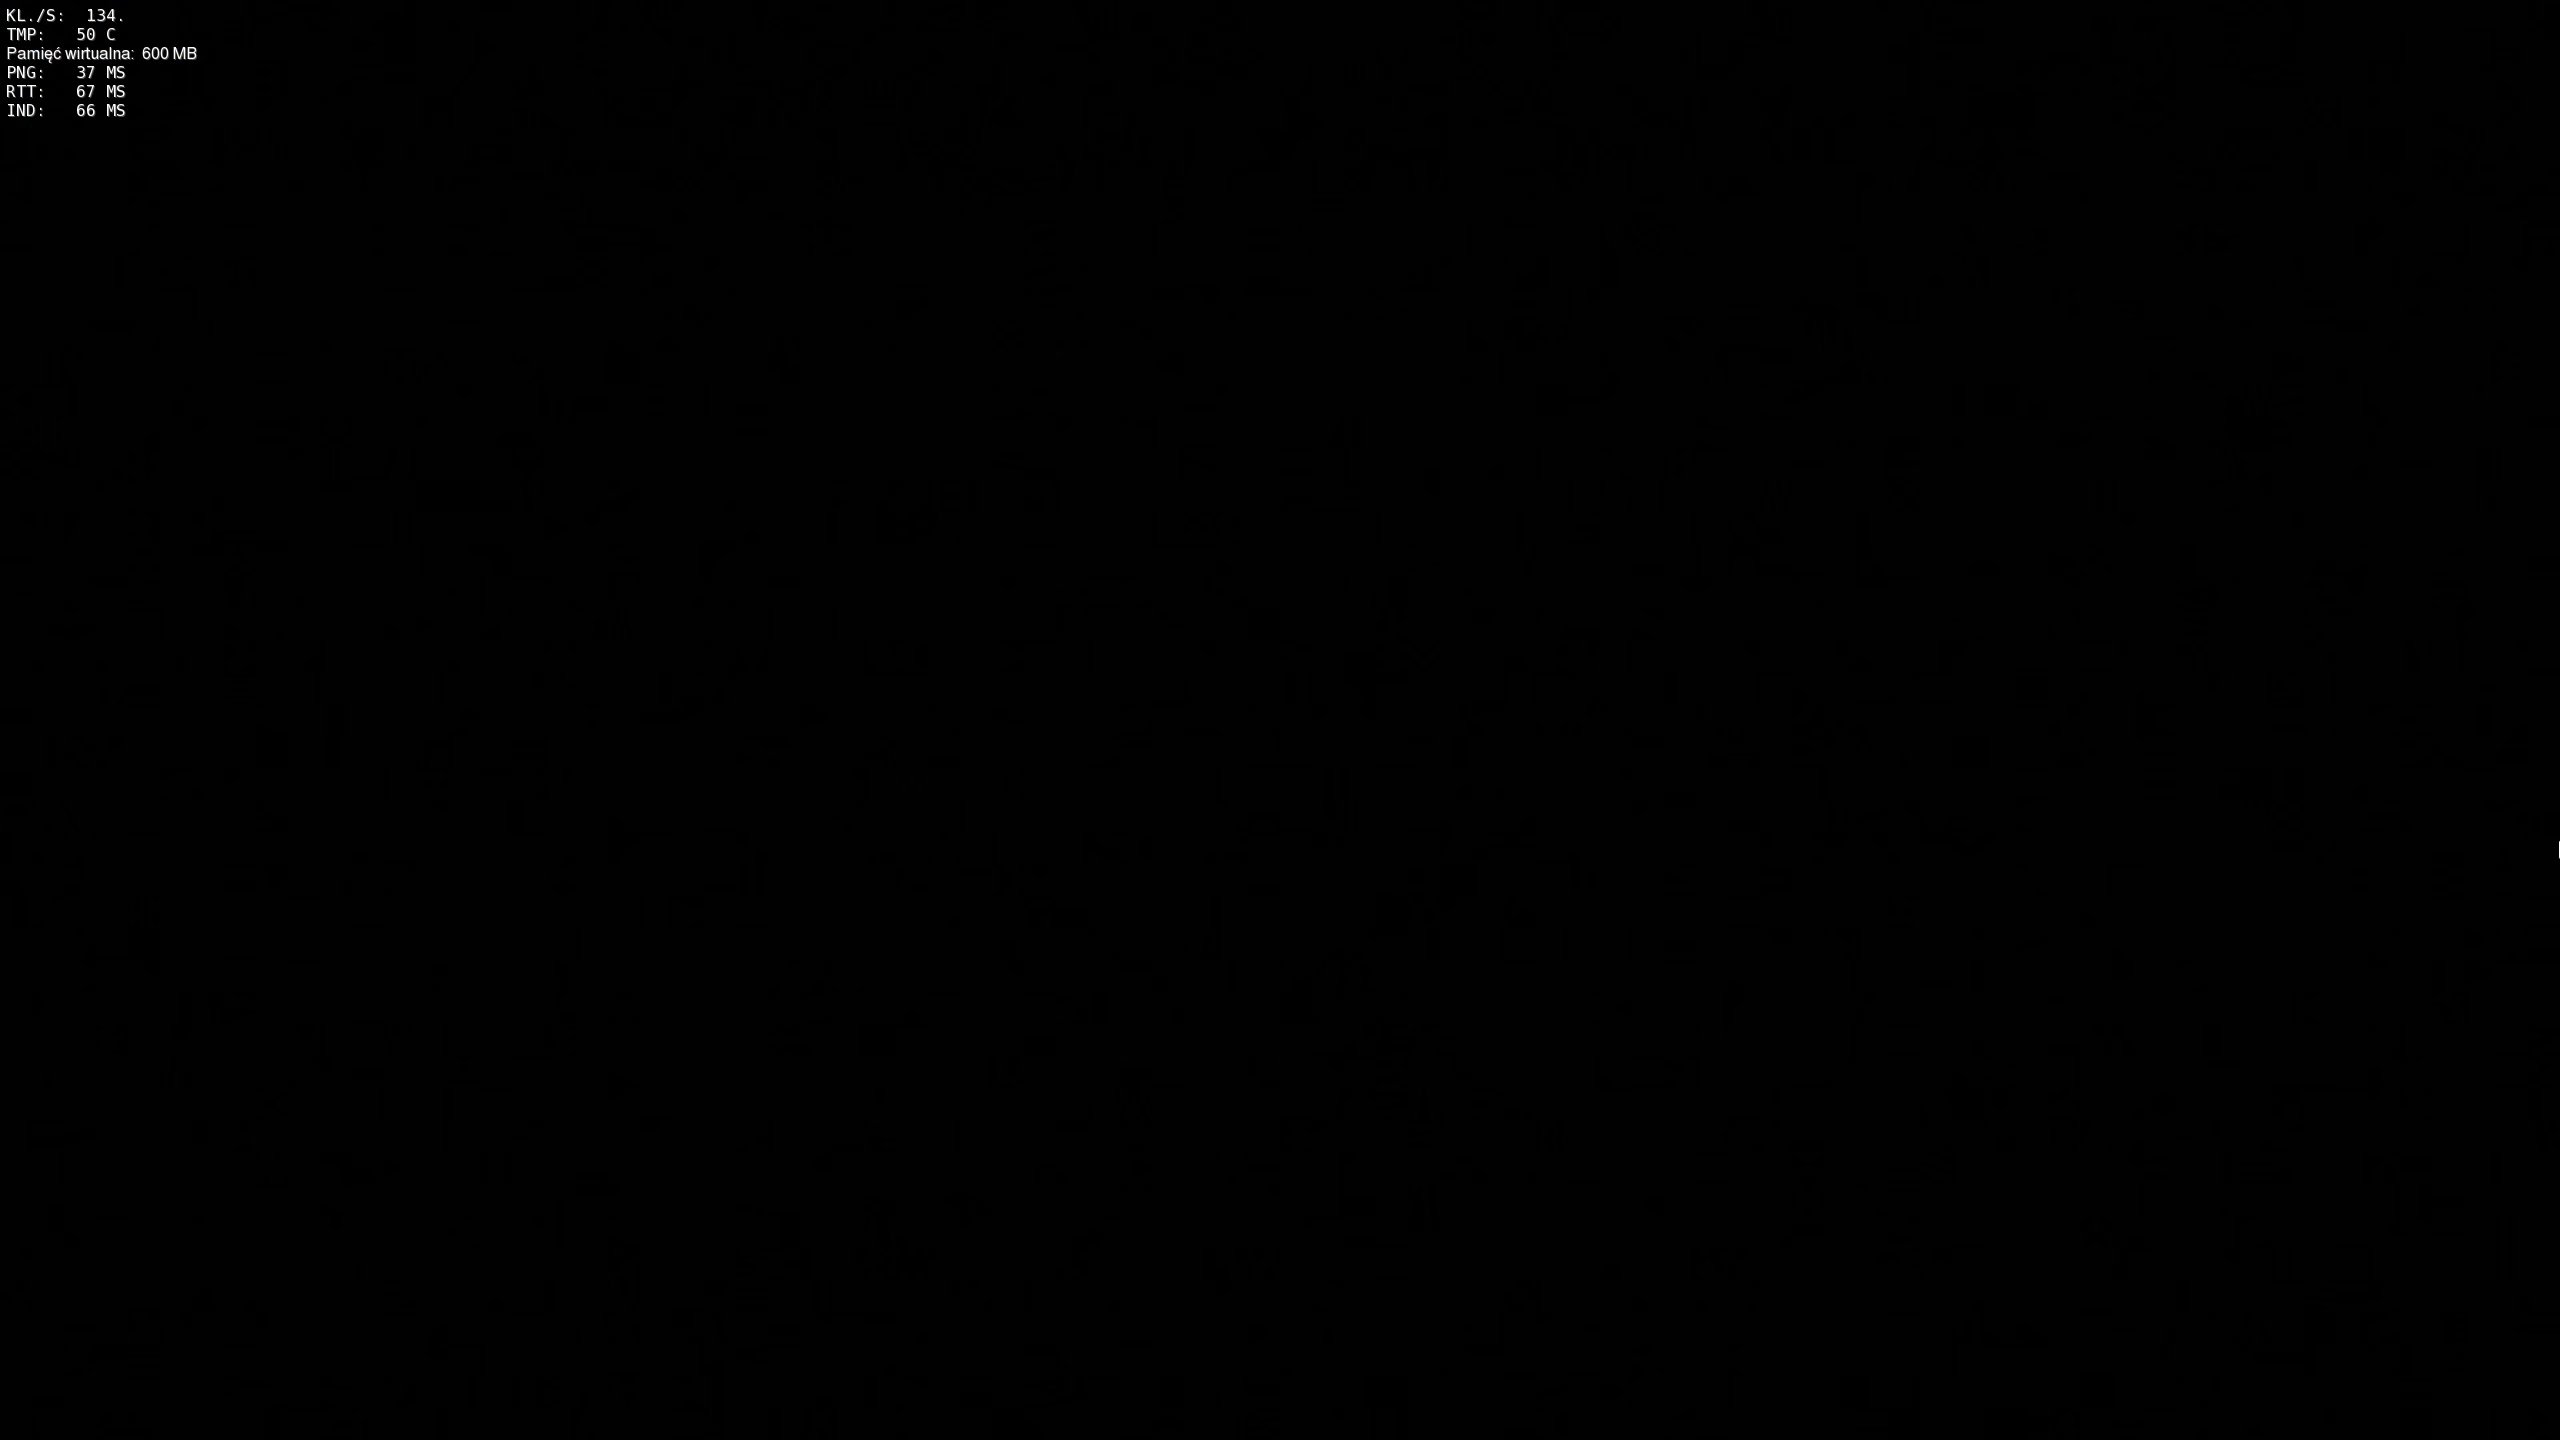 KL./S: 134.
TMP: 50 C
Pamięć wirtualna: 600 MB
PNG: 37 MS
RTT: 67 MS
IND: 66 MS